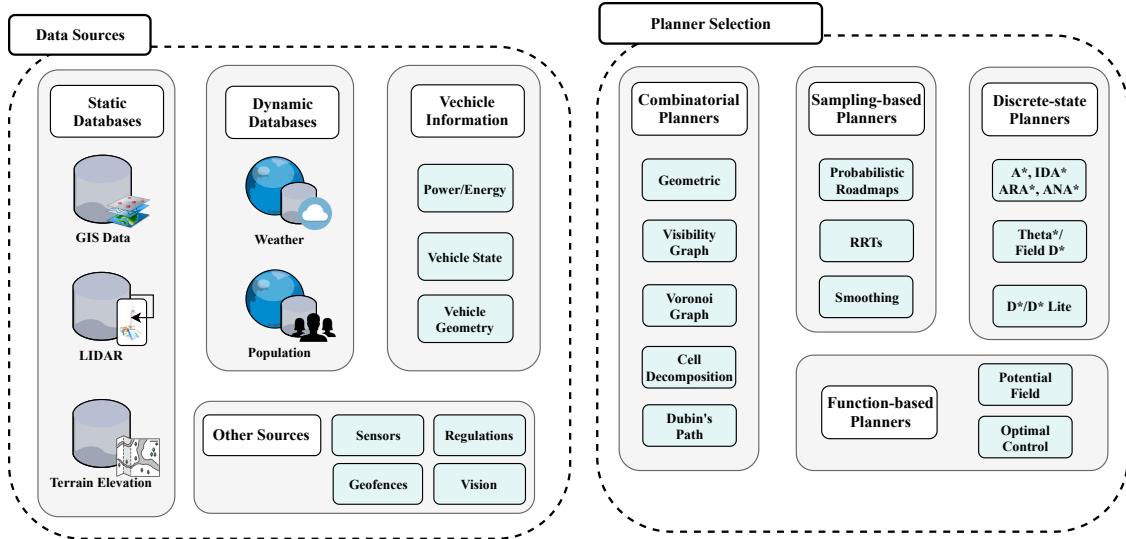 Data Sources
Static
Databases
GIS Data
LIDAR
Terrain Elevation
Dynamic
Databases
Weather
Population
Vechicle
Information
Power/Energy
Vehicle State
Vehicle
Geometry
Other Sources
Sensors
Regulations
Geofences
Vision
Planner Selection
Combinatorial
Planners
Geometric
Visibility
Graph
Voronoi
Graph
Cell
Decomposition
Dubin's
Path
Sampling-based
Planners
Probabilistic
Roadmaps
RRTs
Smoothing
Discrete-state
Planners
A*, IDA*
ARA*, ANA*
Theta*/
Field D*
D*/D* Lite
Function-based
Planners
Potential
Field
Optimal
Control